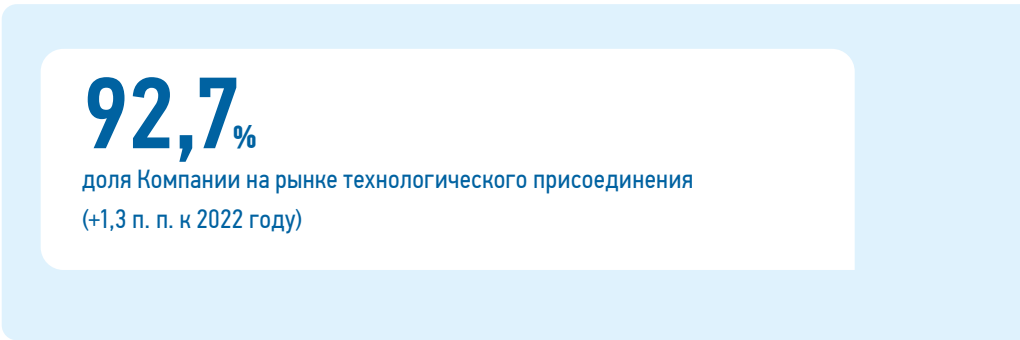 92,7%
доля Компании на рынке технологического присоединения
(+1,3 п. п. к 2022 году)